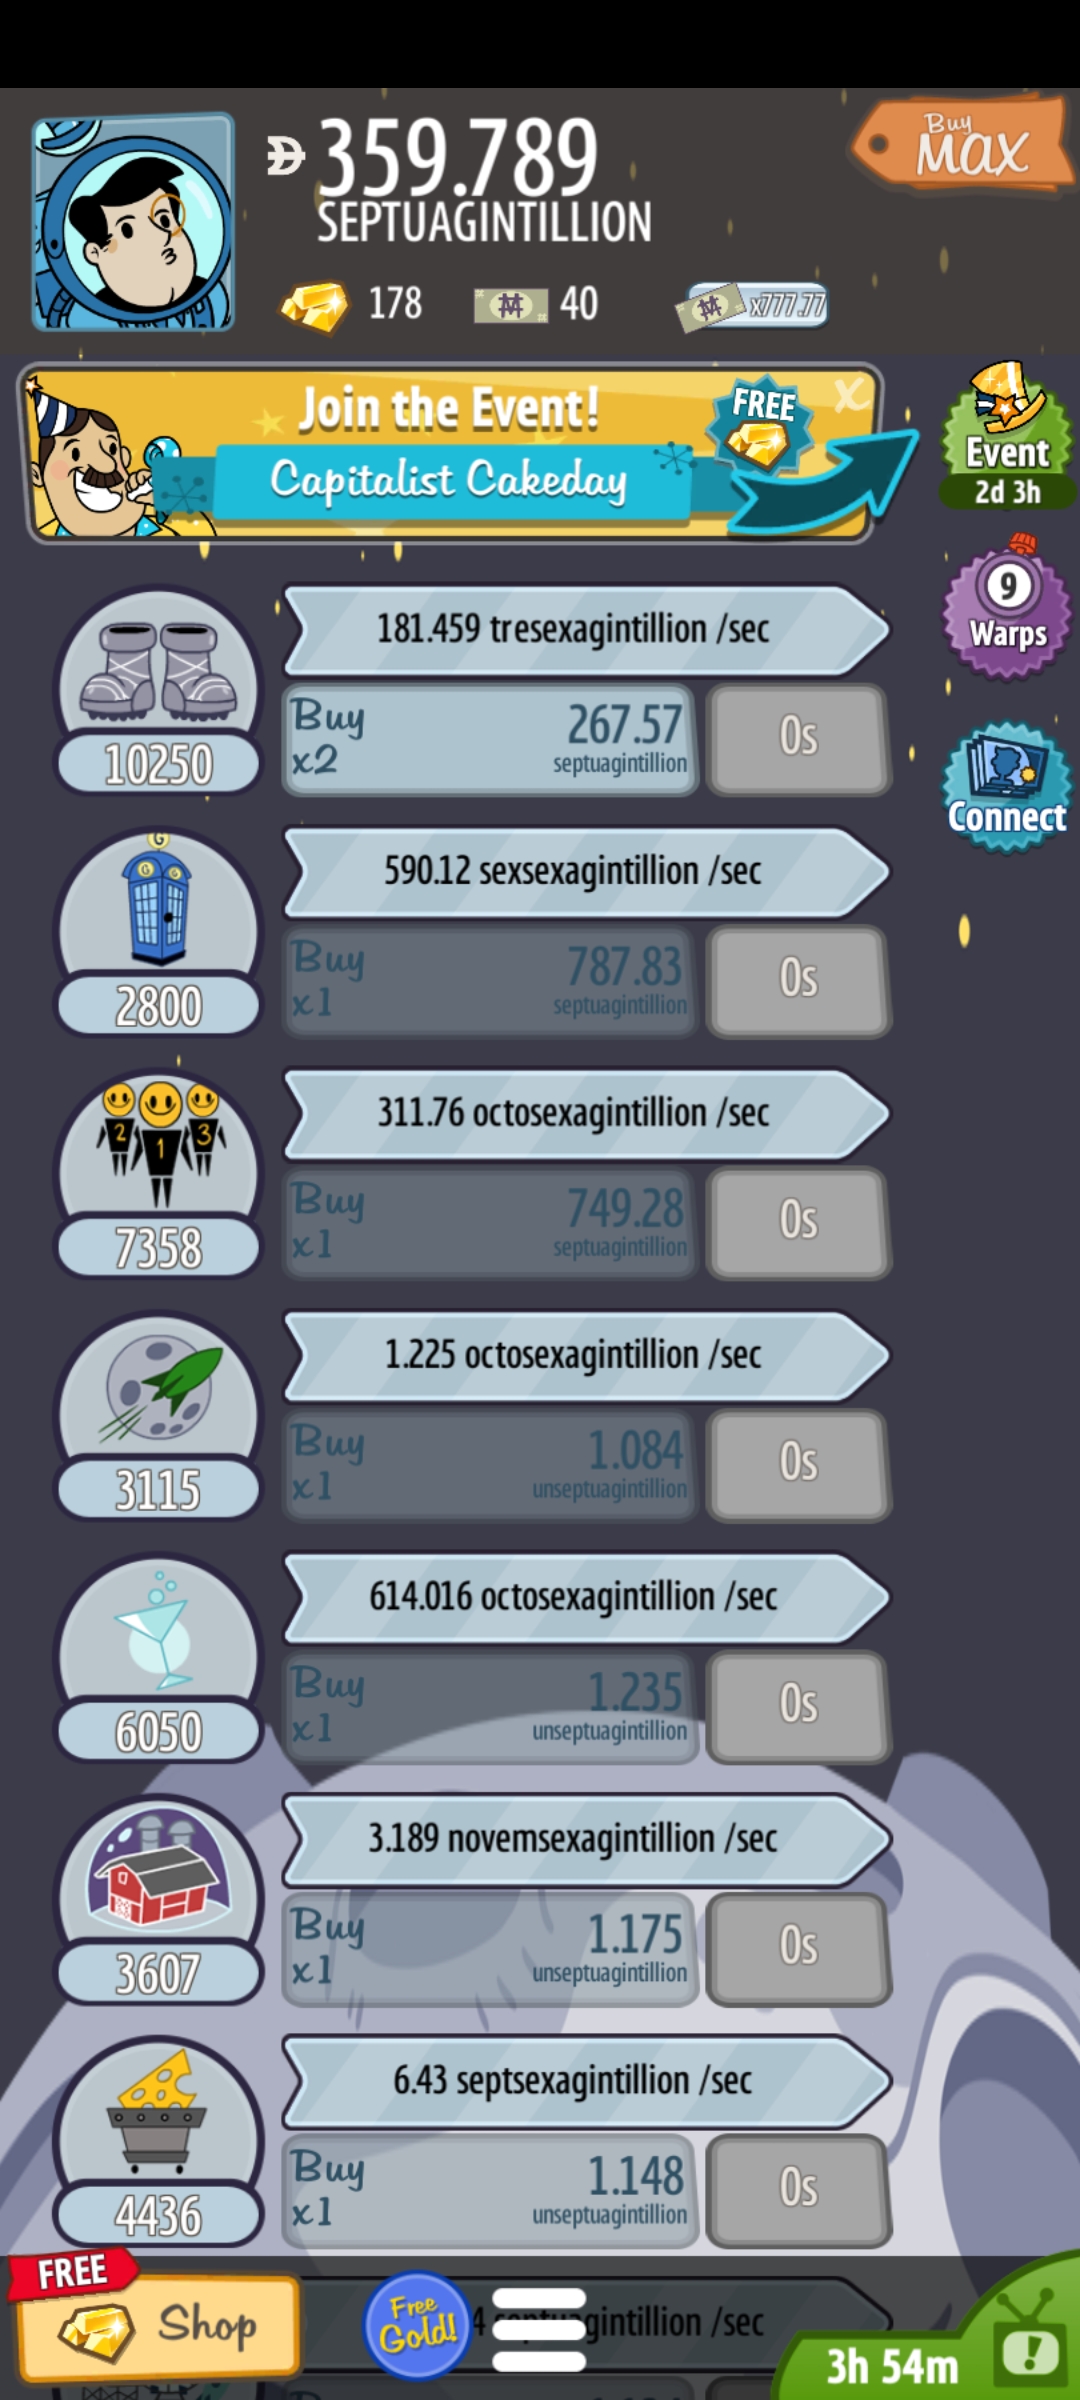 Buy
359.789
MAX
SEPTUAGINTILLION
178
40
x777.77
Join the Event!
FREE
X
Capitalist Cakeday
Event
2d 3h
9
Warps
Connect
181.459 tresexagintillion /sec
Buy
x2
267.57
septuagintillion
0s
10250
G
G G
590.12 sexsexagintillion /sec
Buy
x1
787.83
septuagintillion
0s
2800
2 1 3
311.76 octosexagintillion /sec
Buy
x1
749.28
septuagintillion
0s
7358
1.225 octosexagintillion /sec
Buy
x1
1.084
unseptuagintillion
0s
3115
614.016 octosexagintillion /sec
Buy
x1
1.235
unseptuagintillion
0s
6050
3.189 novemsexagintillion /sec
Buy
x1
1.175
unseptuagintillion
0s
3607
6.43 septsexagintillion /sec
Buy
x1
1.148
unseptuagintillion
0s
4436
FREE
Shop
Free
Gold!
4 septuagintillion /sec
!
3h 54m